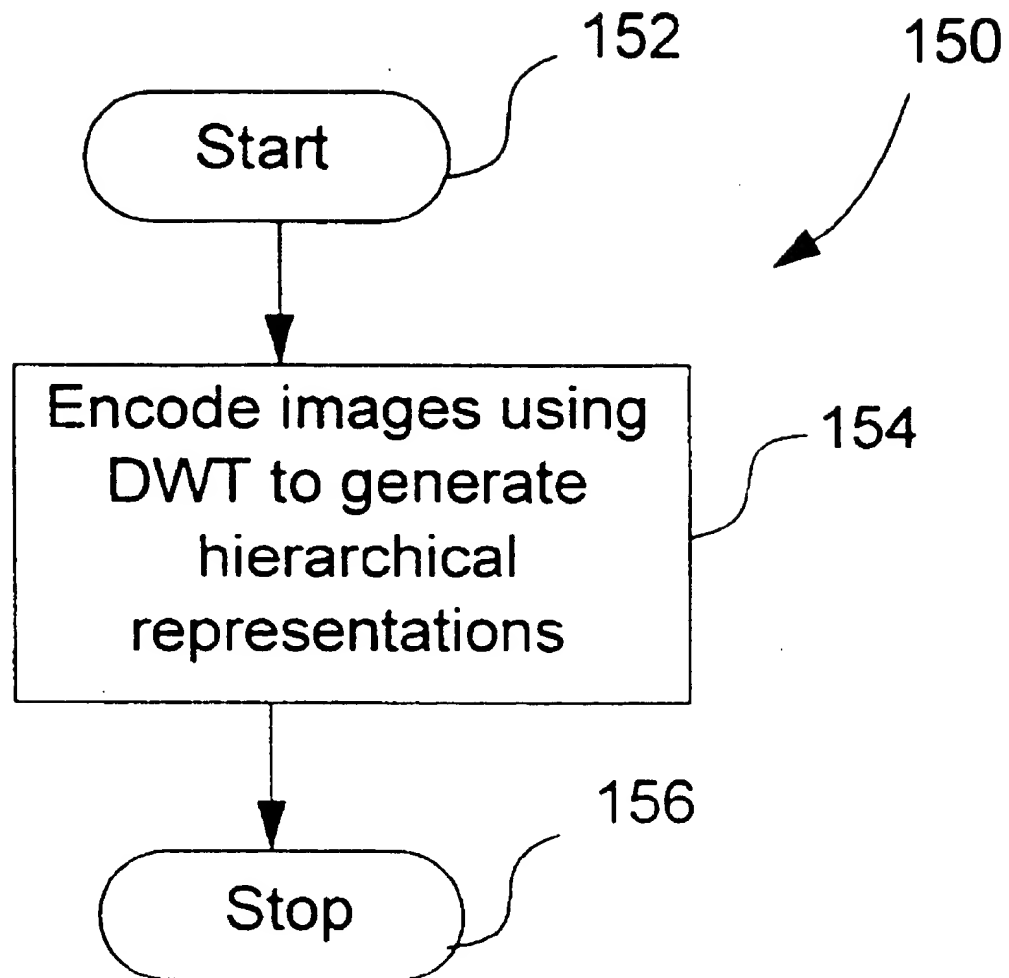 152
150
Start
Encode images using
DWT to generate
hierarchical
representations
154
156
Stop